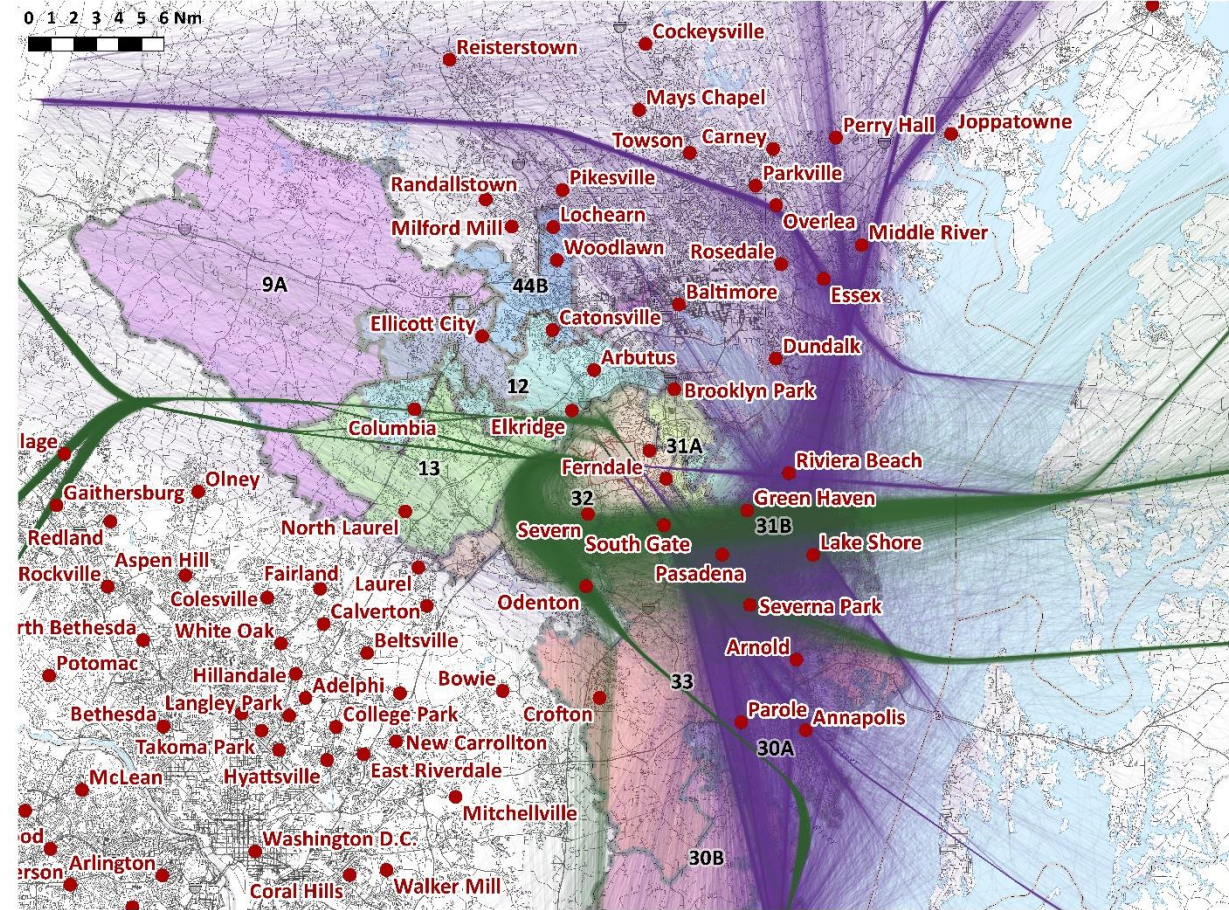 0 1 2 3 4 5 6 Nm
Cockeysville
Reisterstown
Mays Chapel
Joppatowne
Perry Hall
Towson
Carney
Parkville
Pikesville
Randallstown
Overlea
Lochearn
Milford Mill
Middle River
Woodlawn
Rosedale
9A
44B
Baltimore
Essex
Catonsville
Ellicott City
Dundalk
Arbutus
12
Brooklyn Park
Columbia
Elkridge
31A
lage
Riviera Beach
Ferndale
13
Olney
Gaithersburg
32
Green Haven
North Laurel
31B
Severn
Redland
South Gate
Lake Shore
Aspen Hill
Pasadena
Rockville
Fairland
Laurel
Colesville
Odenton
Calverton
Severna Park
rth Bethesda
White Oak
Beltsville
Arnold
Potomac
Hillandale
Bowie
33
Adelphi
Langley Park
Parole
Bethesda
College Park
Crofton
Annapolis
New Carrollton
Takoma Park
30A
East Riverdale
Hyattsville
McLean
Mitchellville
ood
Washington D.C.
30B
Arlington
erson
Coral Hills
Walker Mill